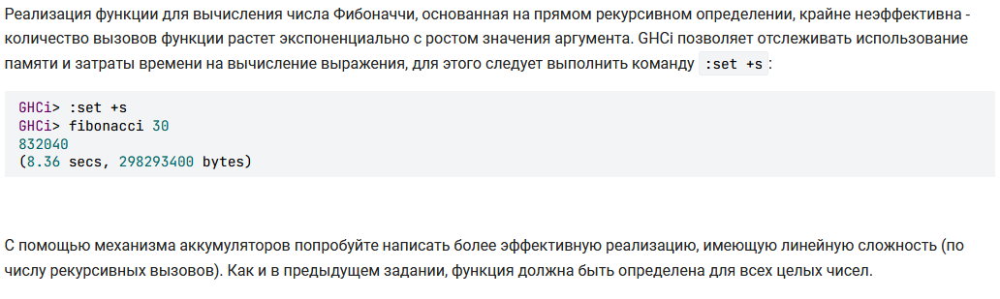 Реализация функции для вычисления числа Фибоначчи, основанная на прямом рекурсивном определении, крайне неэффективна -
количество вызовов функции растет экспоненциально с ростом значения аргумента. GHCi позволяет отслеживать использование
памяти и затраты времени на вычисление выражения, для этого следует выполнить команду :set +s:
GHCi> :set +s
GHCi> fibonacci 30
832040
(8.36 secs, 298293400 bytes)
С помощью механизма аккумуляторов попробуйте написать более эффективную реализацию, имеющую линейную сложность (по
числу рекурсивных вызовов). Как и в предыдущем задании, функция должна быть определена для всех целых чисел.